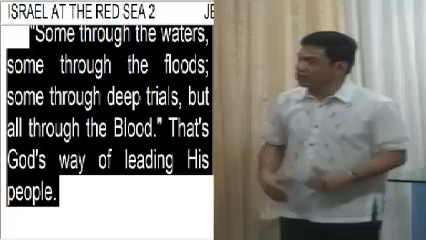 ISRAEL AT THE RED SEA 2
"Some through the waters,
some through the floods;
some through deep trials, but
all through the Blood." That's
God's way of leading His
people.